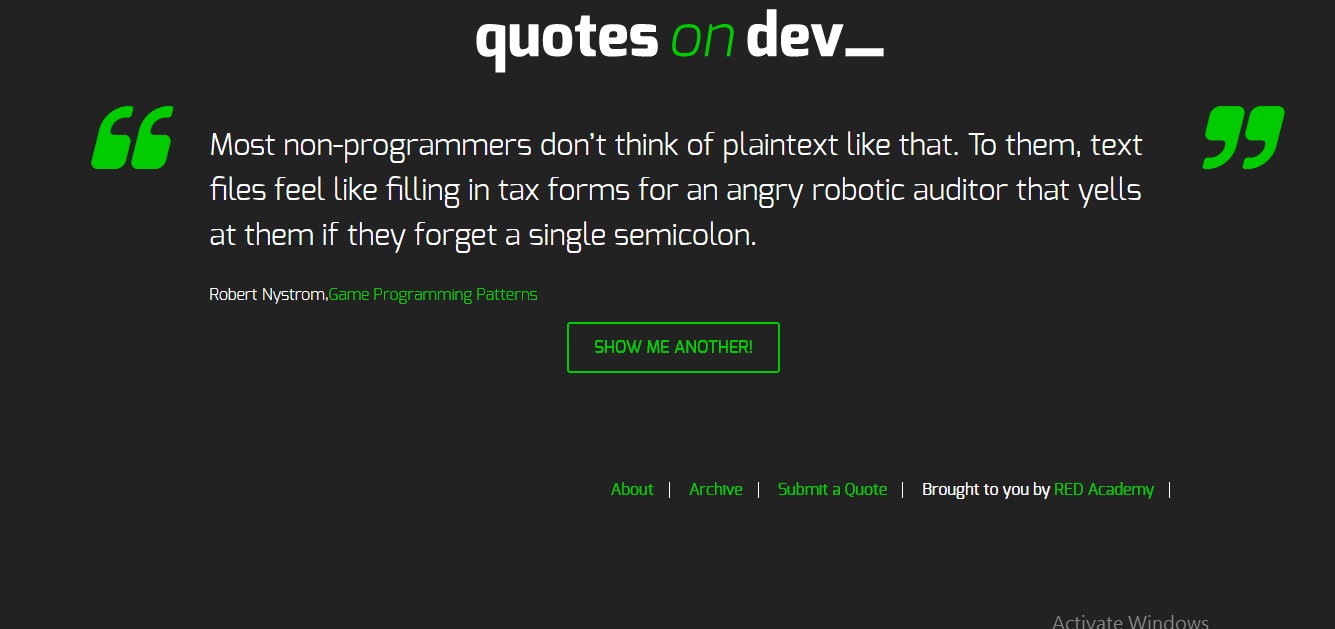 quotes on dev_
Most non-programmers don’t think of plaintext like that. To them, text
files feel like filling in tax forms for an angry robotic auditor that yells
at them if they forget a single semicolon.
Robert Nystrom,Game Programming Patterns
SHOW ME ANOTHER!
About | Archive | Submit a Quote | Brought to you by RED Academy |
Activate Windows